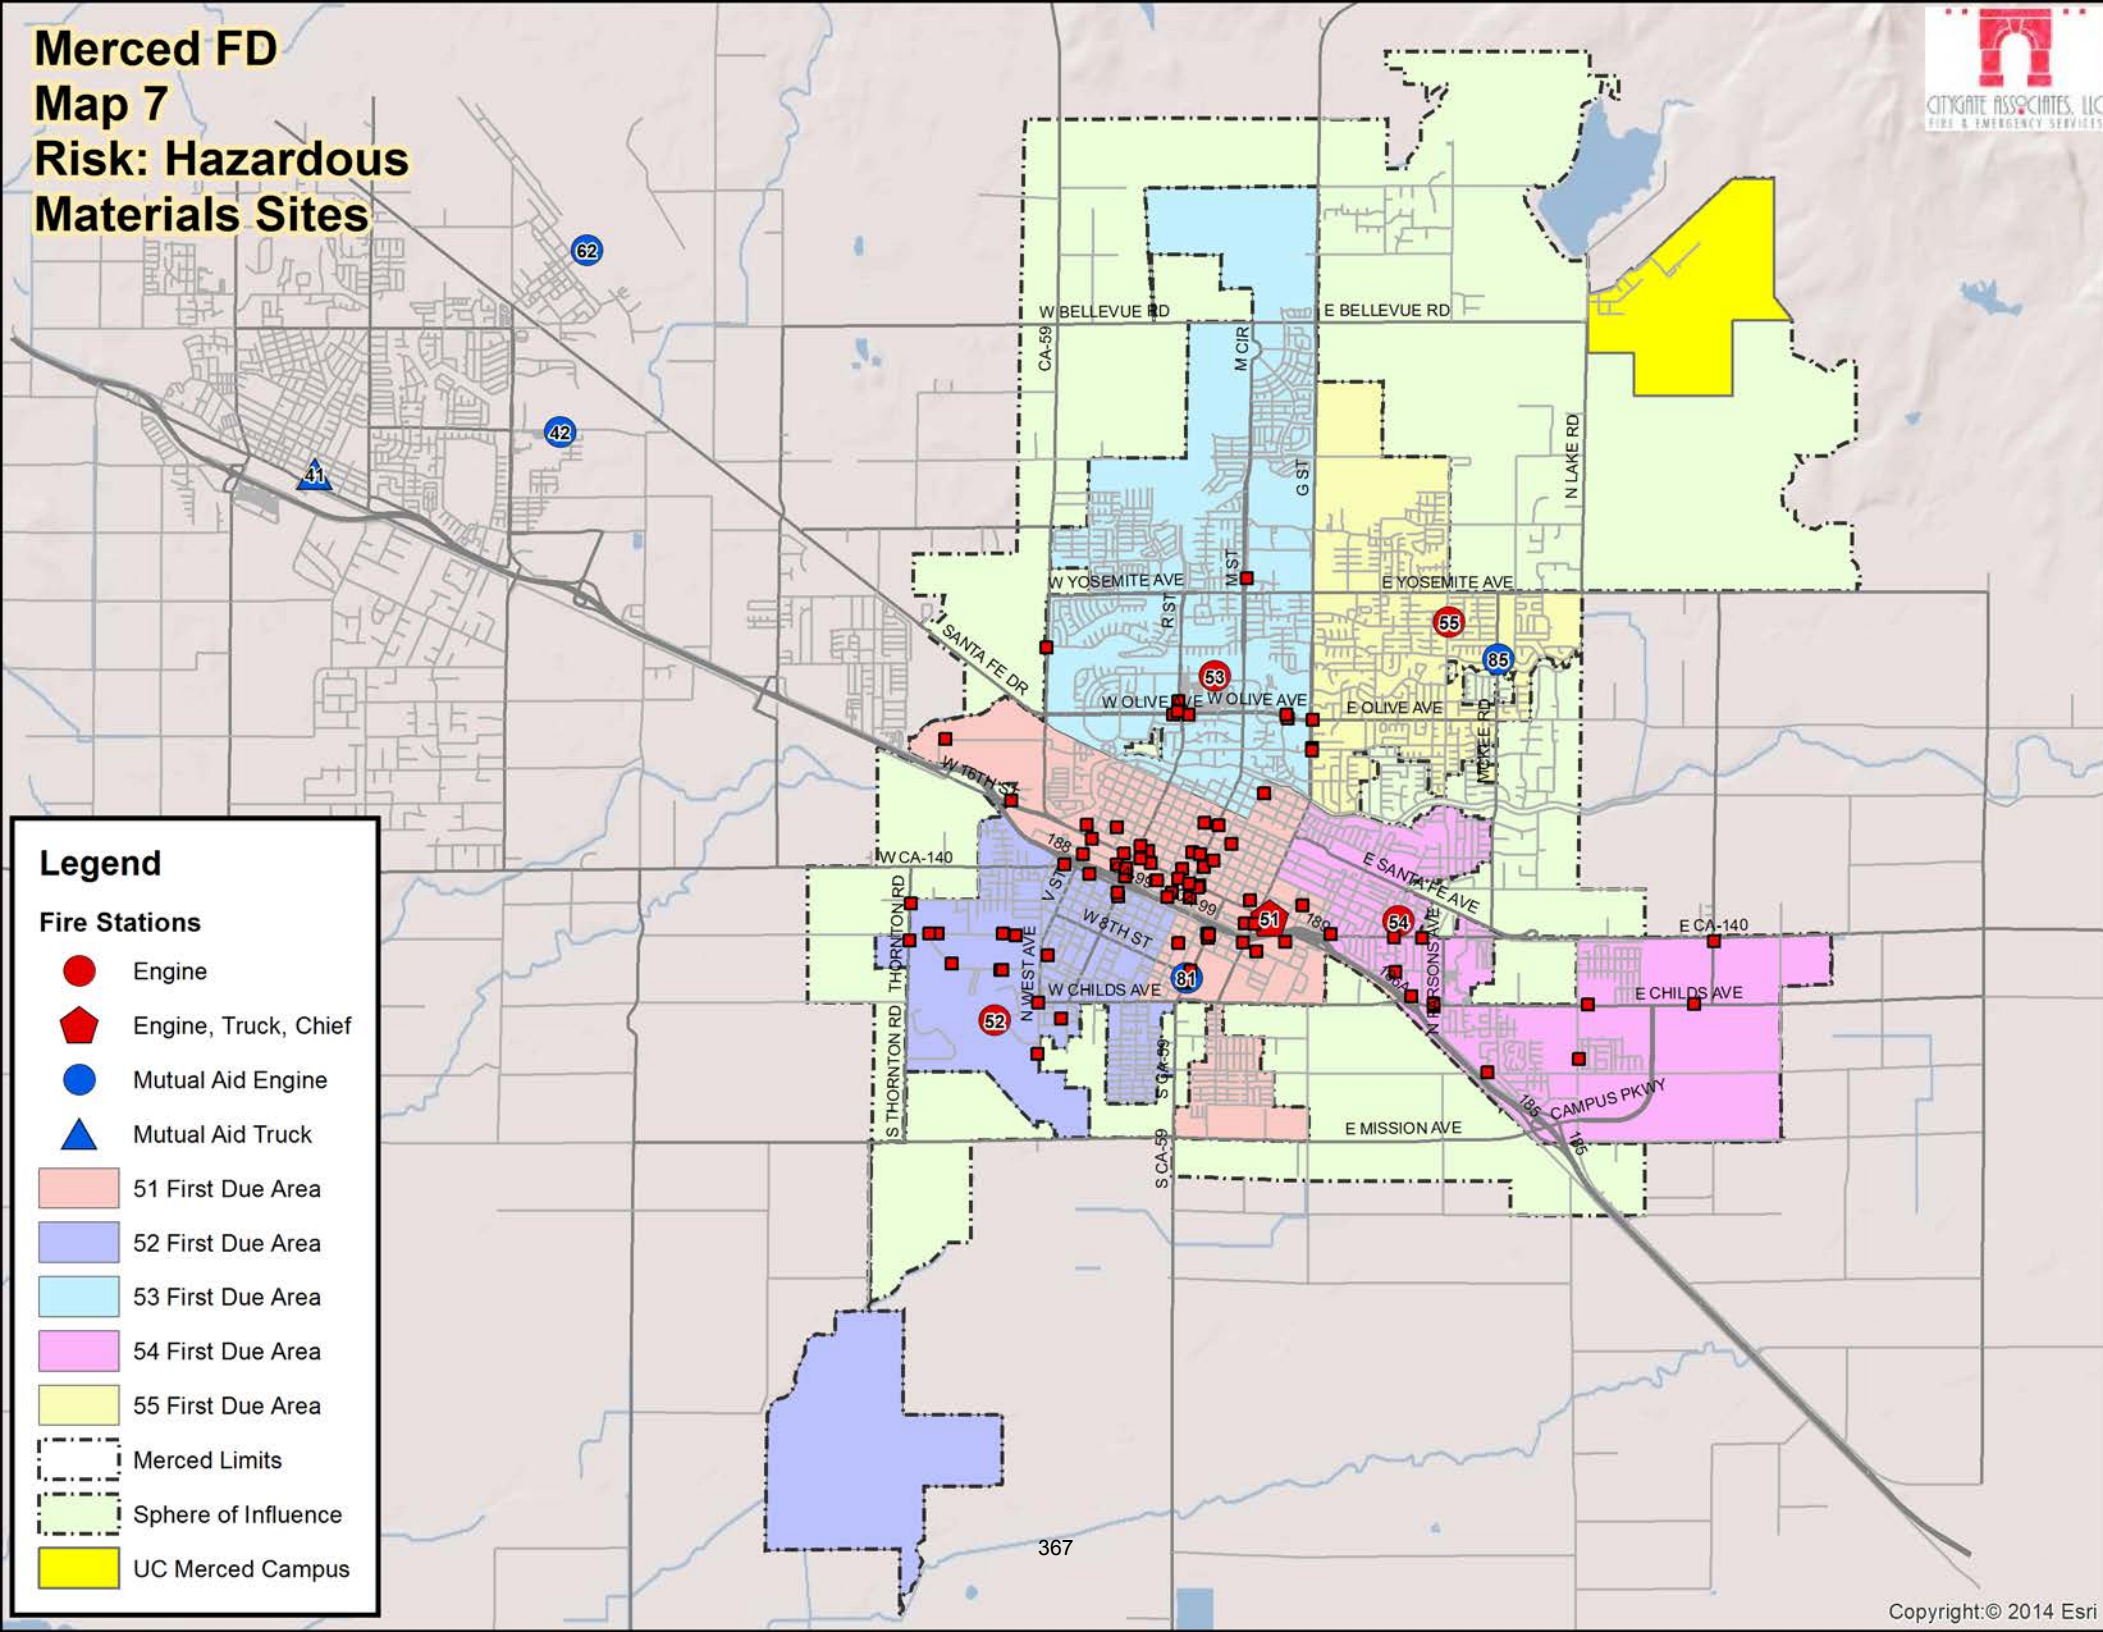 Merced FD
Map 7
Risk: Hazardous
Materials Sites
CITYGATE ASSOCIATES, LLC
FIRE & EMERGENCY SERVICES
62
42
41
W BELLEVUE RD
E BELLEVUE RD
CA-59
M CIR
G ST
N LAKE RD
W YOSEMITE AVE
M ST
E YOSEMITE AVE
R ST
55
85
SANTA FE DR
53
W OLIVE AVE
W OLIVE AVE
E OLIVE AVE
MCKEE RD
W 16TH ST
188
W CA-140
V ST
E SANTA FE AVE
THORNTON RD
W 8TH ST
51
189
54
N PARSONS AVE
E CA-140
N WEST AVE
81
W CHILDS AVE
186A
E CHILDS AVE
52
S THORNTON RD
S CA-59
CAMPUS PKWY
185
E MISSION AVE
185
S CA-59
Legend
Fire Stations
Engine
Engine, Truck, Chief
Mutual Aid Engine
Mutual Aid Truck
51 First Due Area
52 First Due Area
53 First Due Area
54 First Due Area
55 First Due Area
Merced Limits
Sphere of Influence
UC Merced Campus
367
Copyright:© 2014 Esri